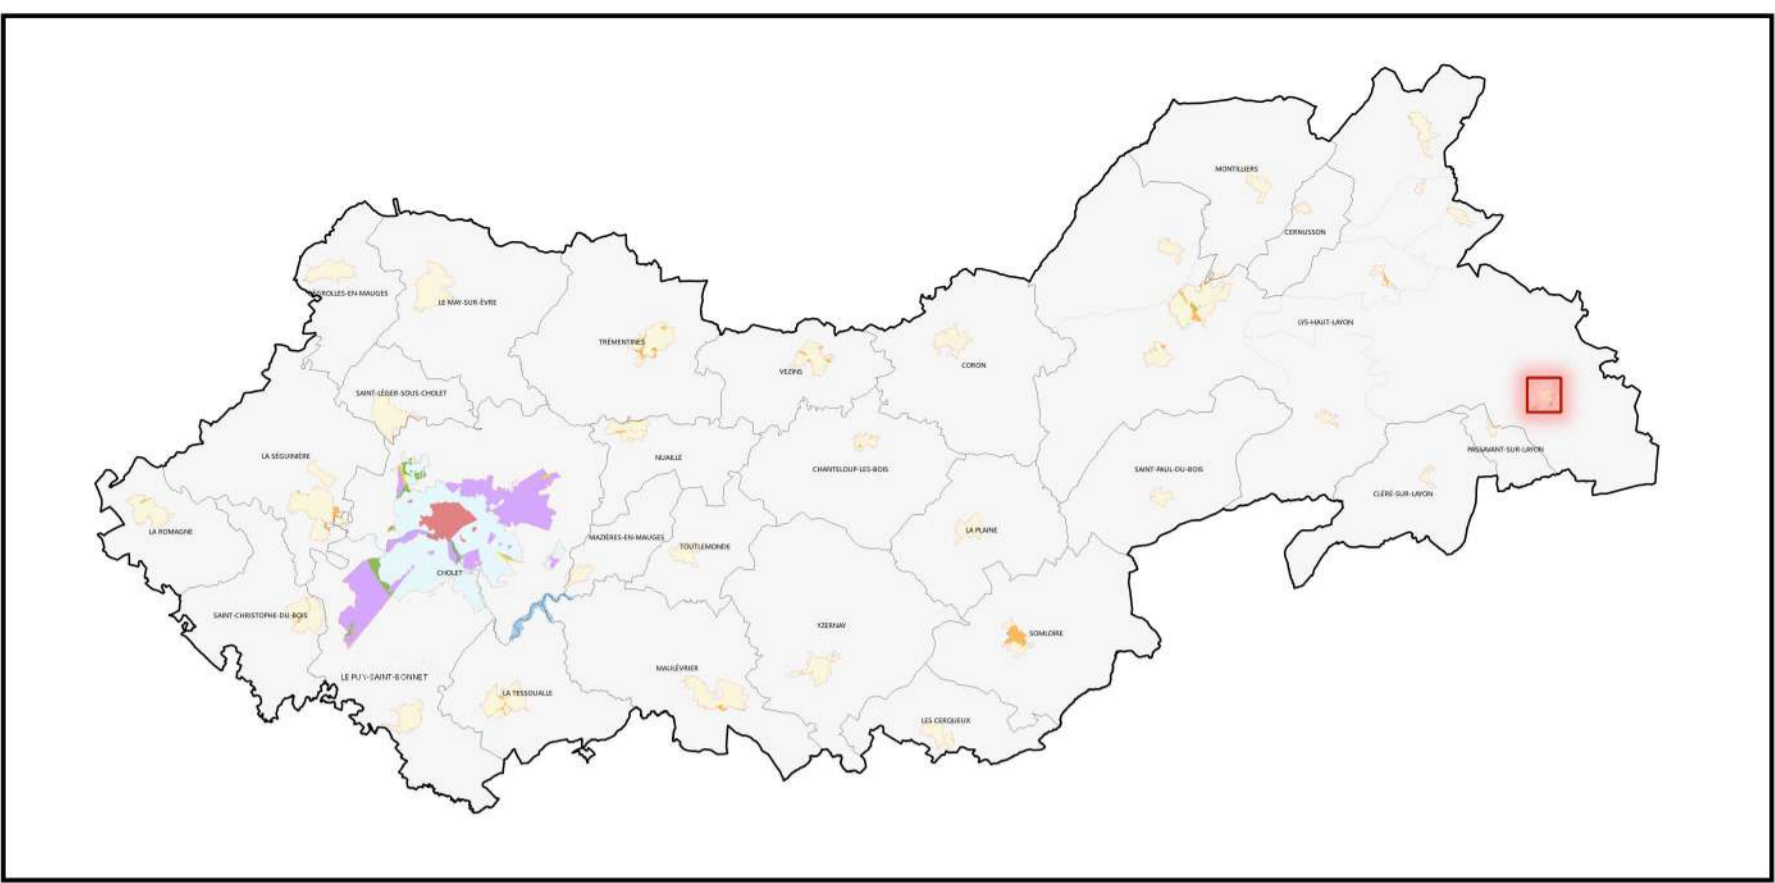 MONTILLIERS
CERNUSSON
BÉGROLLES-EN-MAUGES
LE MAY-SUR-ÈVRE
LYS-HAUT-LAYON
TRÉMENTINES
VEZINS
CORON
SAINT-LÉGER-SOUS-CHOLET
PASSAVANT-SUR-LAYON
LA SÉGUINIÈRE
NUAILLÉ
CHANTELOUP-LES-BOIS
SAINT-PAUL-DU-BOIS
CLÉRÉ-SUR-LAYON
LA ROMAGNE
LA PLAINE
MAZIÈRES-EN-MAUGES
TOUTLEMONDE
CHOLET
SAINT-CHRISTOPHE-DU-BOIS
YZERNAY
SOMLOIRE
MAULÉVRIER
LE PUY-SAINT-BONNET
LA TESSOUALLE
LES CERQUEUX